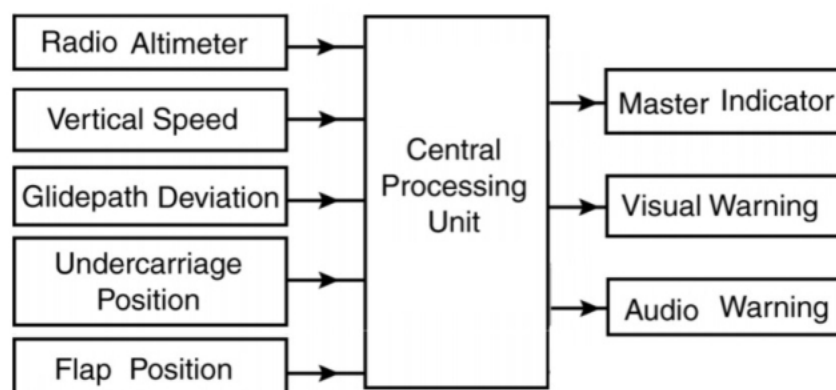 Radio Altimeter
Vertical Speed
Glidepath Deviation
Undercarriage
Position
Flap Position
Central
Processing
Unit
Master Indicator
Visual Warning
Audio Warning